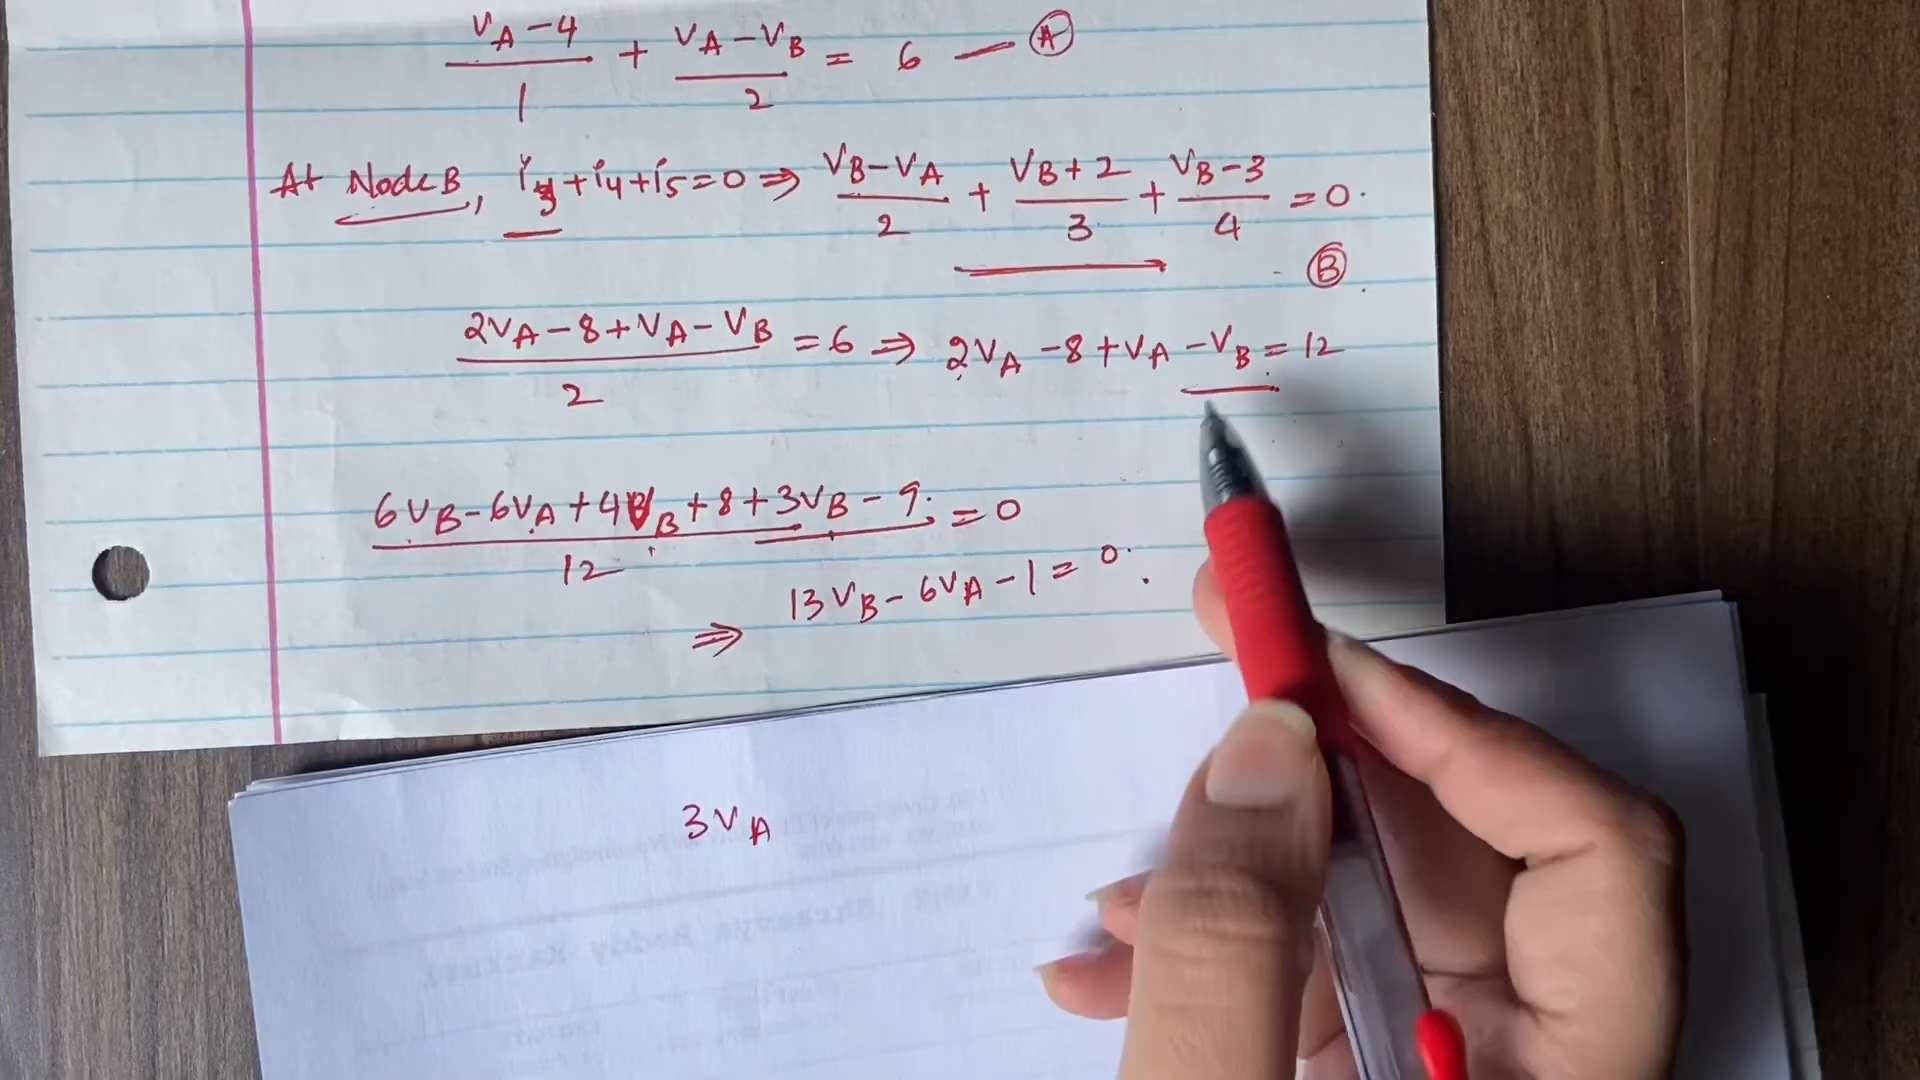 VA-4/1 + VA-VB/2 = 6 — Ⓐ
At Node B, i3+i4+i5=0 ⇒ VB-VA/2 + VB+2/3 + VB-3/4 = 0.
Ⓑ
2VA-8+VA-VB/2 = 6 ⇒ 2VA-8+VA-VB = 12
6VB-6VA+4VB+8+3VB-9/12 = 0
⇒ 13VB-6VA-1=0.
3VA